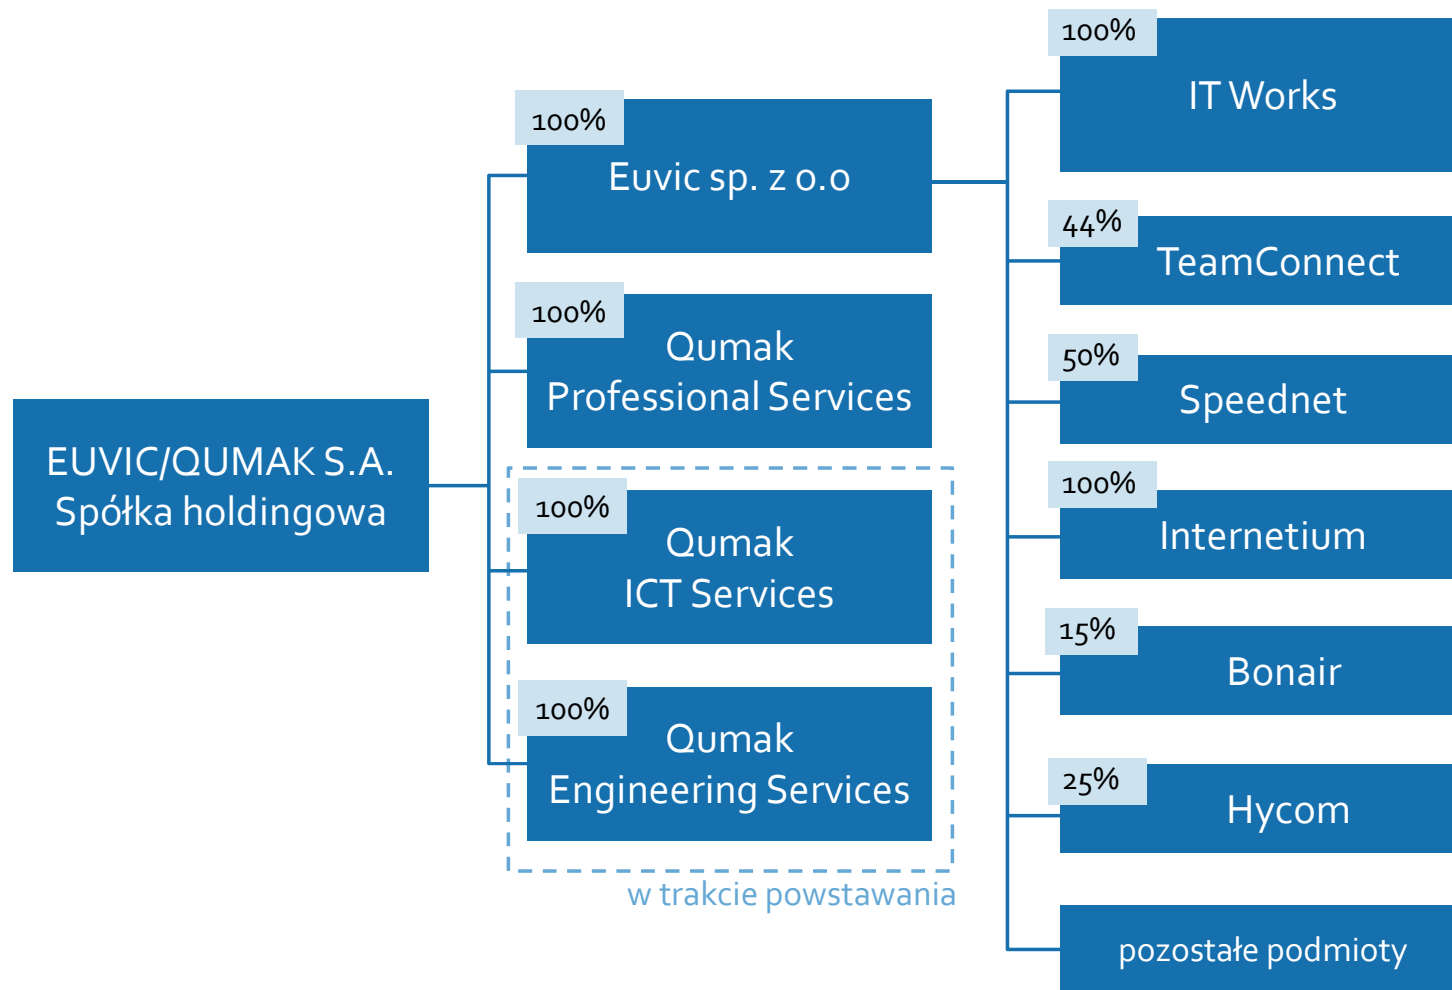 EUVIC/QUMAK S.A.
Spółka holdingowa
100%
Euvic sp. z o.o
100%
Qumak
Professional Services
100%
Qumak
ICT Services
100%
Qumak
Engineering Services
w trakcie powstawania
100%
IT Works
44%
TeamConnect
50%
Speednet
100%
Internetium
15%
Bonair
25%
Hycom
pozostałe podmioty